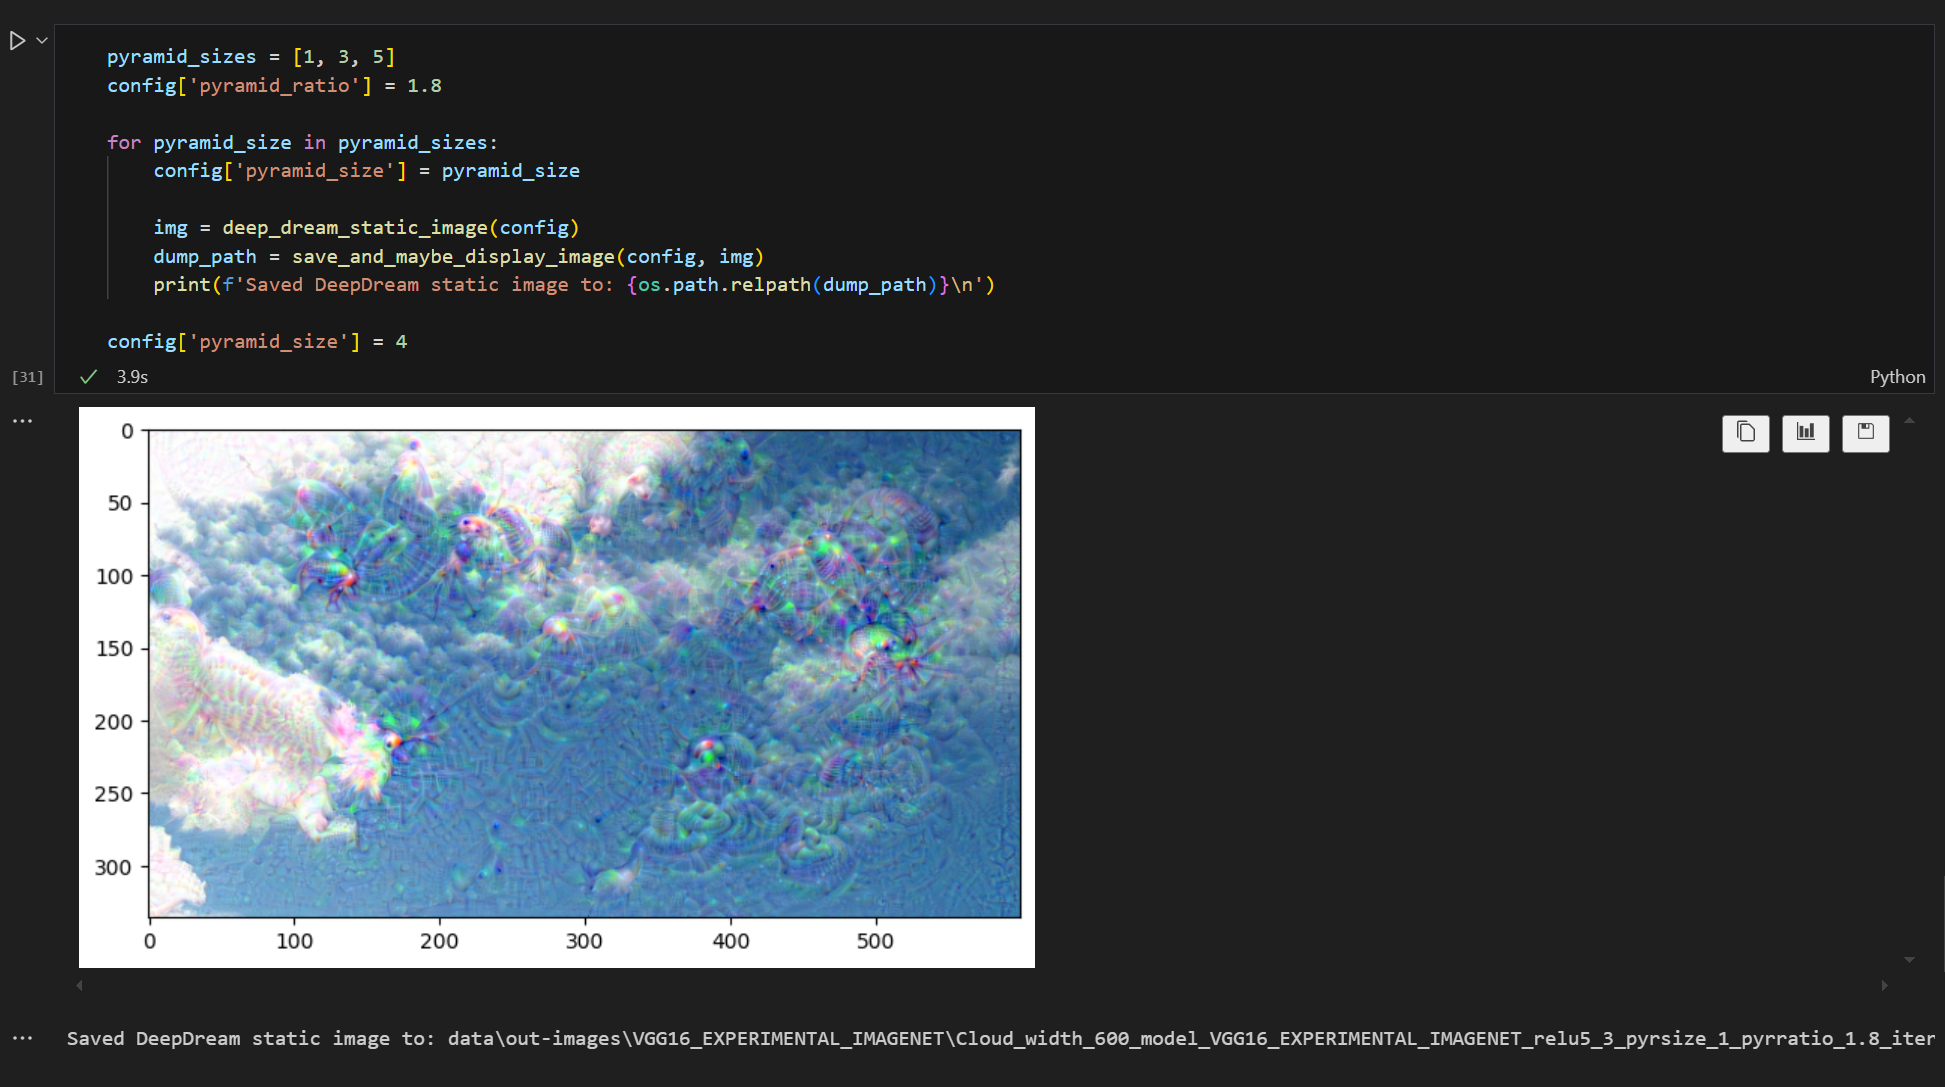 pyramid_sizes = [1, 3, 5]
config['pyramid_ratio'] = 1.8
for pyramid_size in pyramid_sizes:
config['pyramid_size'] = pyramid_size
img = deep_dream_static_image(config)
dump_path = save_and_maybe_display_image(config, img)
print(f'Saved DeepDream static image to: {os.path.relpath(dump_path)}\n')
config['pyramid_size'] = 4
[31] 3.9s Python
0
50
100
150
200
250
300
0 100 200 300 400 500
Saved DeepDream static image to: data\out-images\VGG16_EXPERIMENTAL_IMAGENET\Cloud_width_600_model_VGG16_EXPERIMENTAL_IMAGENET_relu5_3_pyrsize_1_pyrratio_1.8_iter